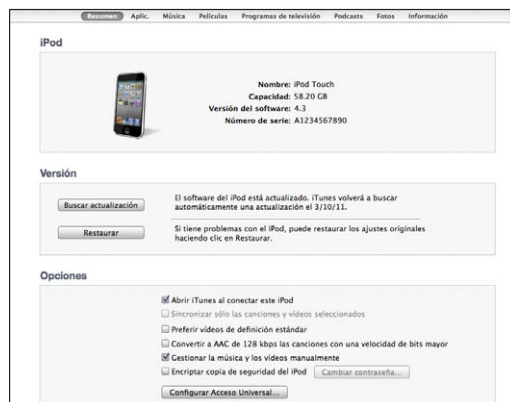 Resumen Aplic. Música Películas Programas de televisión Podcasts Fotos Información
iPod
Nombre: iPod Touch
Capacidad: 58.20 GB
Versión del software: 4.3
Número de serie: A1234567890
Versión
Buscar actualización
El software del iPod está actualizado. iTunes volverá a buscar
automáticamente una actualización el 3/10/11.
Restaurar
Si tiene problemas con el iPod, puede restaurar los ajustes originales
haciendo clic en Restaurar.
Opciones
Abrir iTunes al conectar este iPod
Sincronizar sólo las canciones y vídeos seleccionados
Preferir vídeos de definición estándar
Convertir a AAC de 128 kbps las canciones con una velocidad de bits mayor
Gestionar la música y los vídeos manualmente
Encriptar copia de seguridad del iPod Cambiar contraseña...
Configurar Acceso Universal...